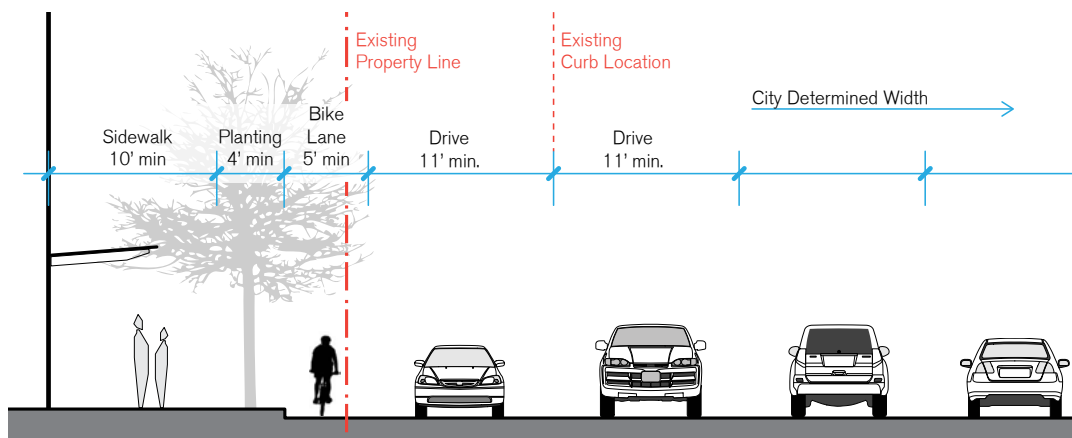 Existing
Property Line
Existing
Curb Location
City Determined Width
Sidewalk
10' min
Planting
4' min
Bike
Lane
5' min
Drive
11' min.
Drive
11' min.